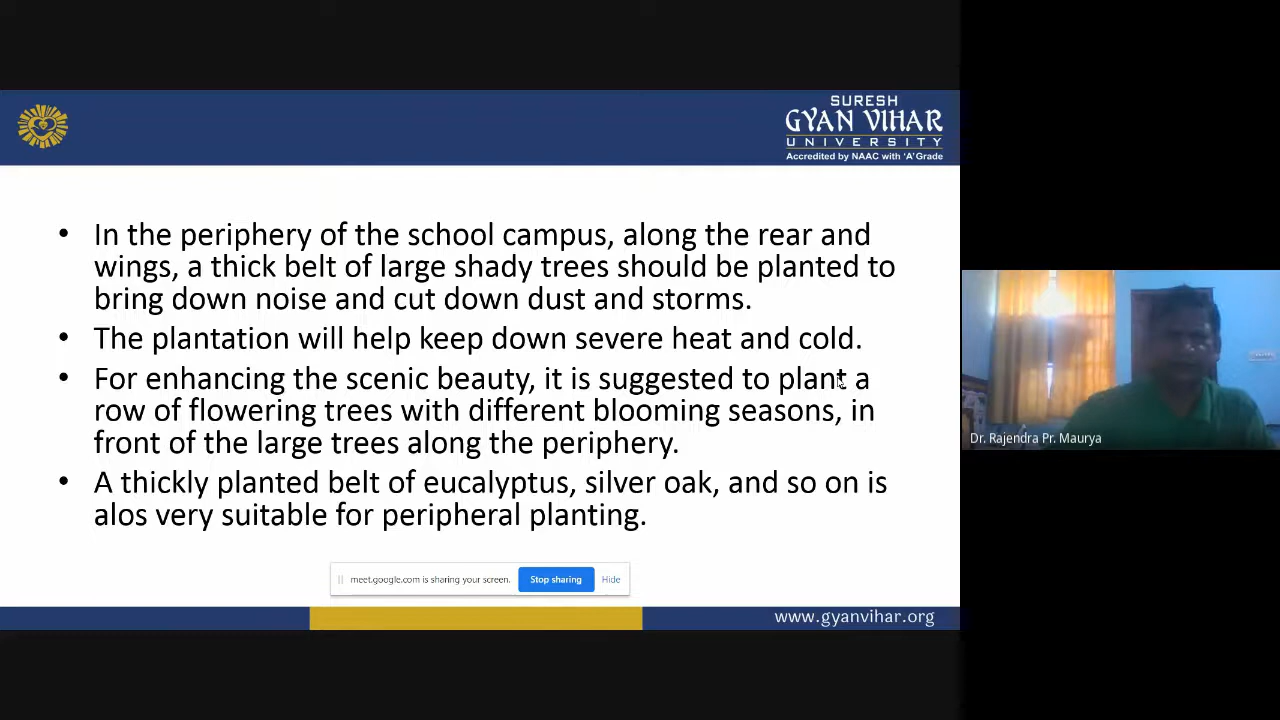 SURESH
GYAN VIHAR
UNIVERSITY
Accredited by NAAC with 'A' Grade
• In the periphery of the school campus, along the rear and
wings, a thick belt of large shady trees should be planted to
bring down noise and cut down dust and storms.
• The plantation will help keep down severe heat and cold.
• For enhancing the scenic beauty, it is suggested to plant a
row of flowering trees with different blooming seasons, in
front of the large trees along the periphery.
• A thickly planted belt of eucalyptus, silver oak, and so on is
alos very suitable for peripheral planting.
Dr. Rajendra Pr. Maurya
meet.google.com is sharing your screen. Stop sharing Hide
www.gyanvihar.org